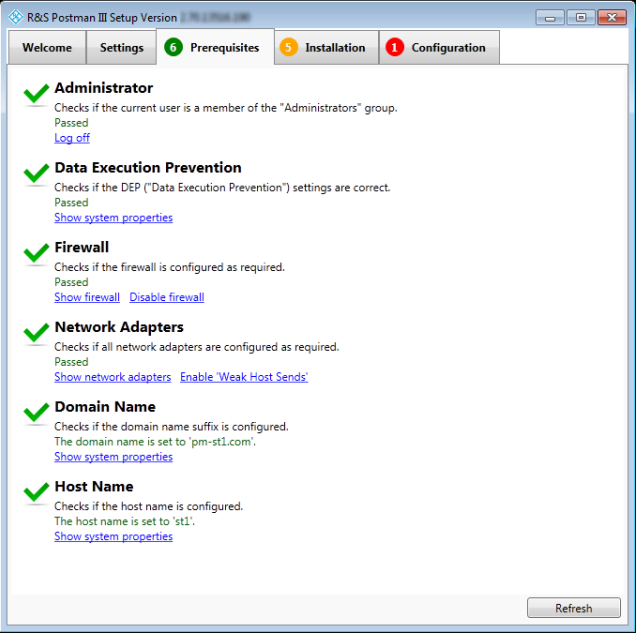 R&S Postman III Setup Version
Welcome Settings 6 Prerequisites 5 Installation 1 Configuration
Administrator
Checks if the current user is a member of the "Administrators" group.
Passed
Log off
Data Execution Prevention
Checks if the DEP ("Data Execution Prevention") settings are correct.
Passed
Show system properties
Firewall
Checks if the firewall is configured as required.
Passed
Show firewall Disable firewall
Network Adapters
Checks if all network adapters are configured as required.
Passed
Show network adapters Enable 'Weak Host Sends'
Domain Name
Checks if the domain name suffix is configured.
The domain name is set to 'pm-st1.com'.
Show system properties
Host Name
Checks if the host name is configured.
The host name is set to 'st1'.
Show system properties
Refresh